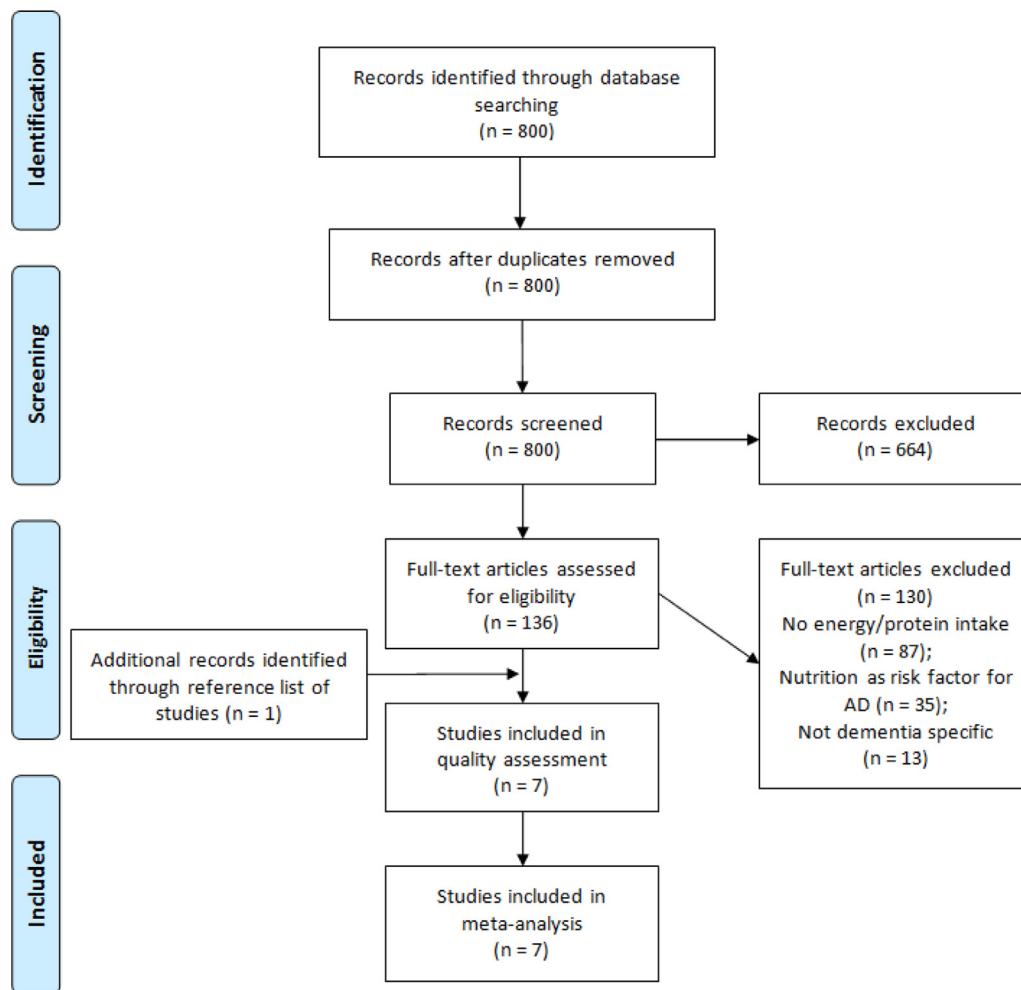 Identification
Records identified through database
searching
(n = 800)
Records after duplicates removed
(n = 800)
Screening
Records screened
(n = 800)
Records excluded
(n = 664)
Eligibility
Full-text articles assessed
for eligibility
(n = 136)
Full-text articles excluded
(n = 130)
No energy/protein intake
(n = 87);
Nutrition as risk factor for
AD (n = 35);
Not dementia specific
(n = 13)
Additional records identified
through reference list of
studies (n = 1)
Studies included in
quality assessment
(n = 7)
Included
Studies included in
meta-analysis
(n = 7)